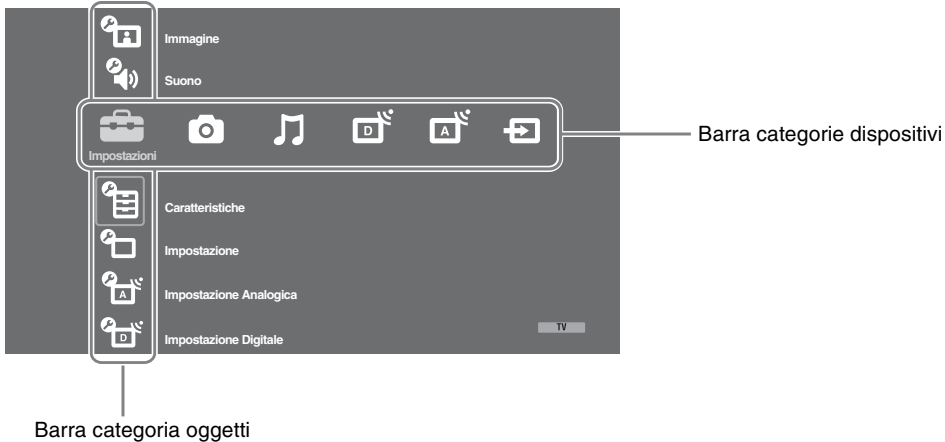 Immagine
Suono
Impostazioni
D
A
Barra categorie dispositivi
Caratteristiche
Impostazione
A
Impostazione Analogica
D
Impostazione Digitale
TV
Barra categoria oggetti